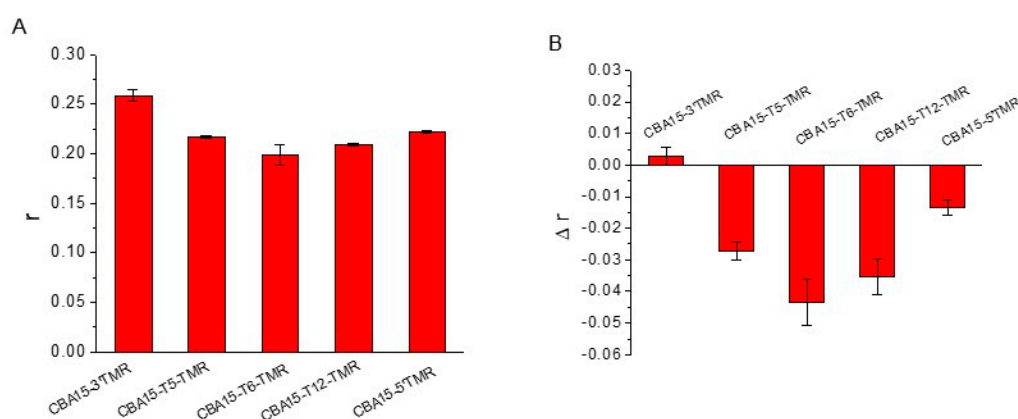 A
0.30
0.25
0.20
0.15
0.10
0.05
0.00
r
CBA15-3'TMR
CBA15-T5-TMR
CBA15-T6-TMR
CBA15-T12-TMR
CBA15-5'TMR
B
0.03
0.02
0.01
0.00
-0.01
-0.02
-0.03
-0.04
-0.05
-0.06
Δ r
CBA15-3'TMR
CBA15-T5-TMR
CBA15-T6-TMR
CBA15-T12-TMR
CBA15-5'TMR